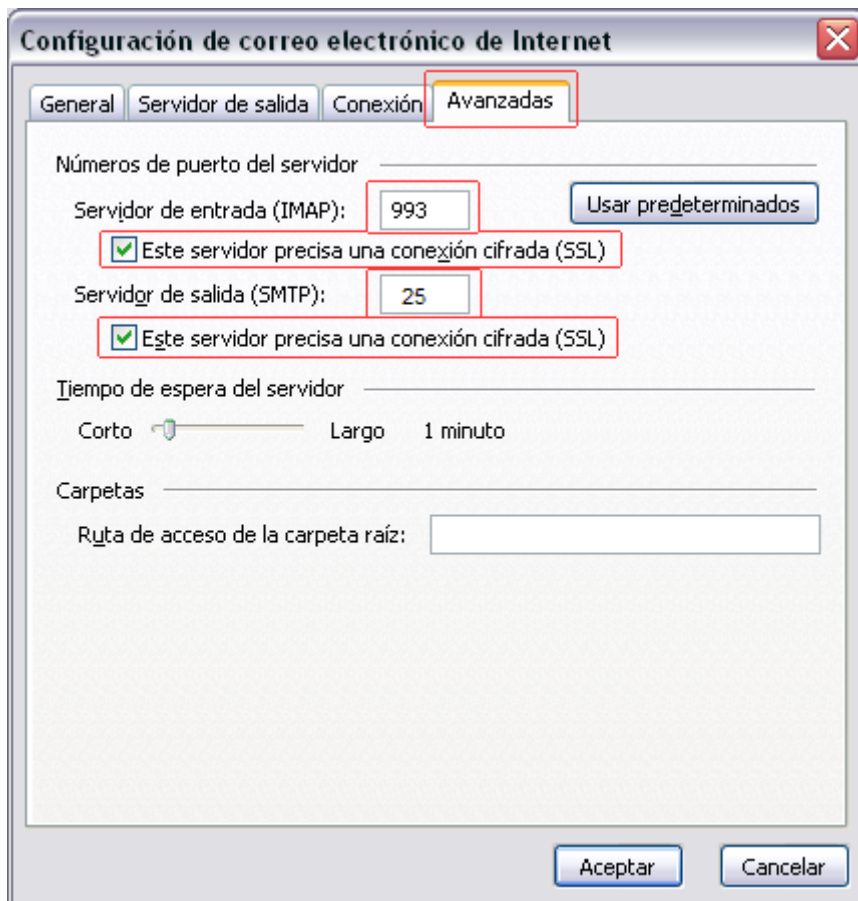 Configuración de correo electrónico de Internet
General Servidor de salida Conexión Avanzadas
Números de puerto del servidor
Servidor de entrada (IMAP): 993 Usar predeterminados
Este servidor precisa una conexión cifrada (SSL)
Servidor de salida (SMTP): 25
Este servidor precisa una conexión cifrada (SSL)
Tiempo de espera del servidor
Corto Largo 1 minuto
Carpetas
Ruta de acceso de la carpeta raíz:
Aceptar Cancelar